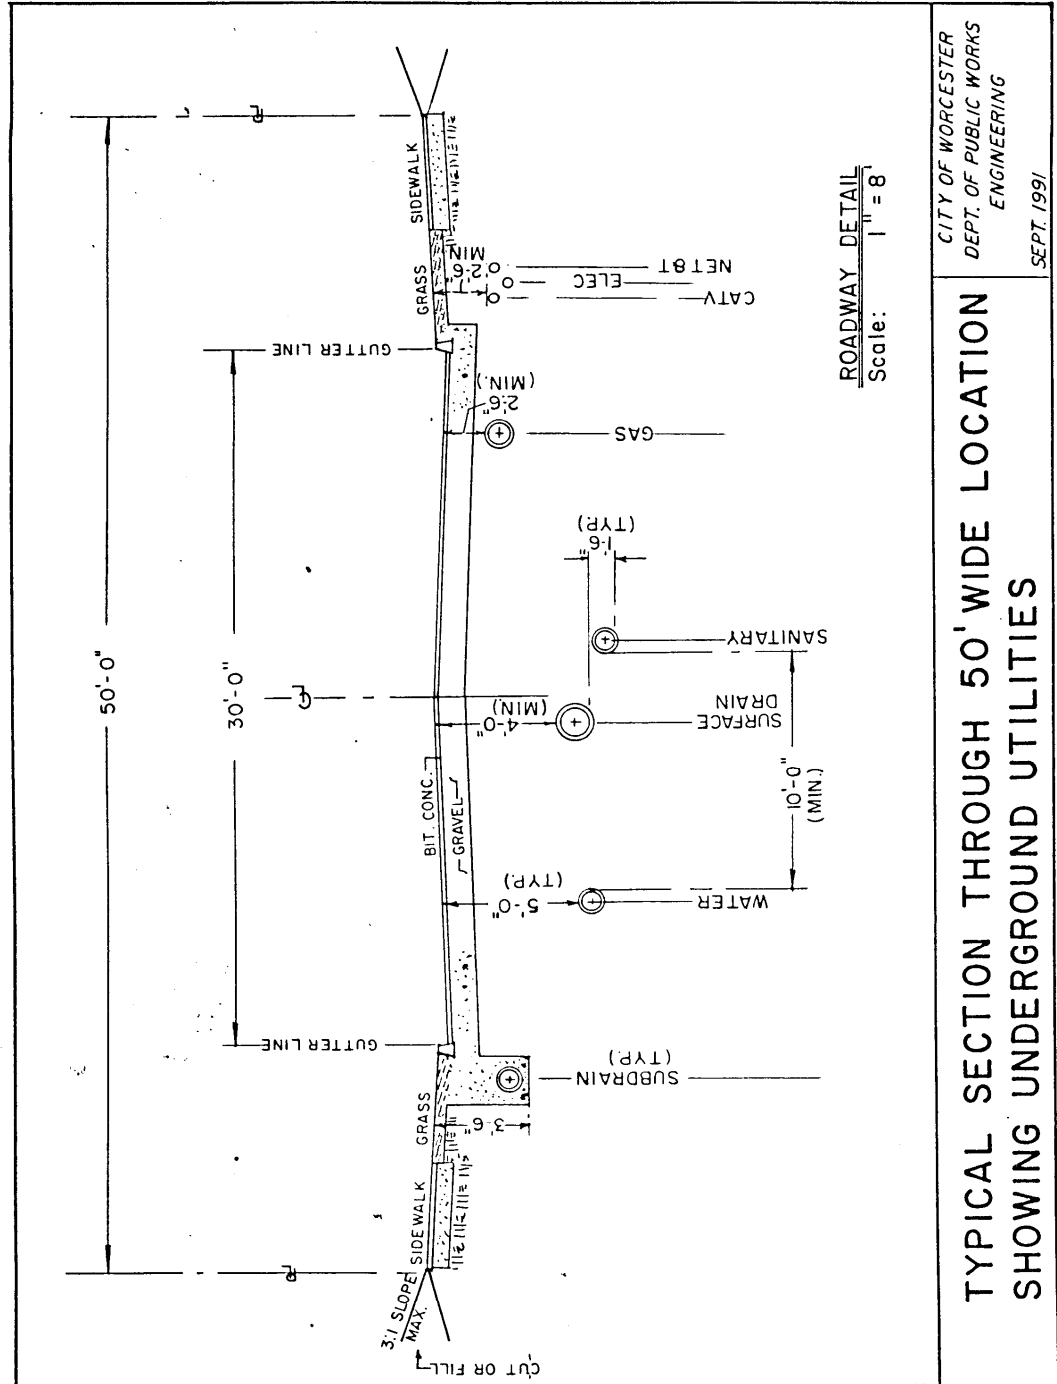 50'-0"
30'-0"
GUTTER LINE
GUTTER LINE
3:1 SLOPE
MAX.
CUT OR FILL
SIDEWALK
GRASS
BIT. CONC.
GRAVEL
GRASS
SIDEWALK
3'-6"
SUBDRAIN
(TYP.)
5'-0"
(TYP.)
WATER
4'-0"
(MIN.)
SURFACE
DRAIN
10'-0"
(MIN.)
SANITARY
1'-6"
(TYP.)
2'-6"
(MIN.)
GAS
2'-6"
MIN
CATV
ELEC
NET&T
ROADWAY DETAIL
Scale: 1" = 8'
TYPICAL SECTION THROUGH 50' WIDE LOCATION
SHOWING UNDERGROUND UTILITIES
CITY OF WORCESTER
DEPT. OF PUBLIC WORKS
ENGINEERING
SEPT. 1991